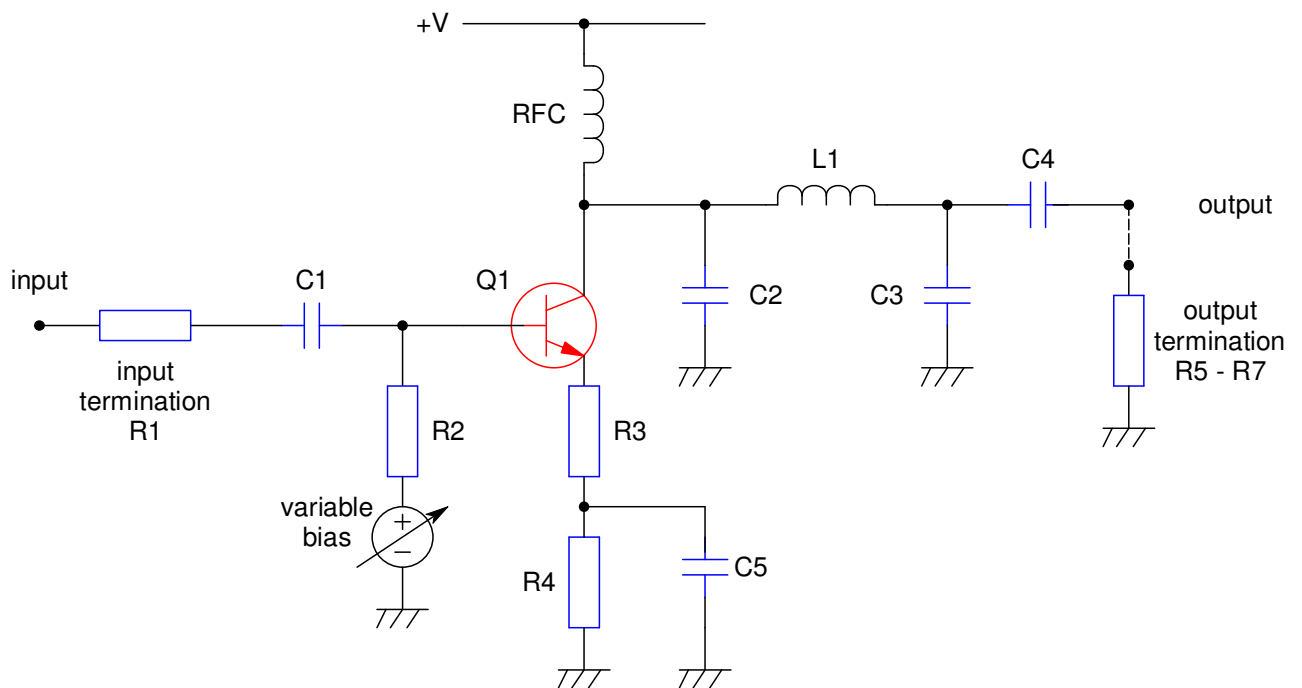 +V
RFC
L1
C4
output
input
C1
Q1
C2
C3
output
termination
R5 - R7
input
termination
R1
R2
R3
variable
bias
+
−
R4
C5